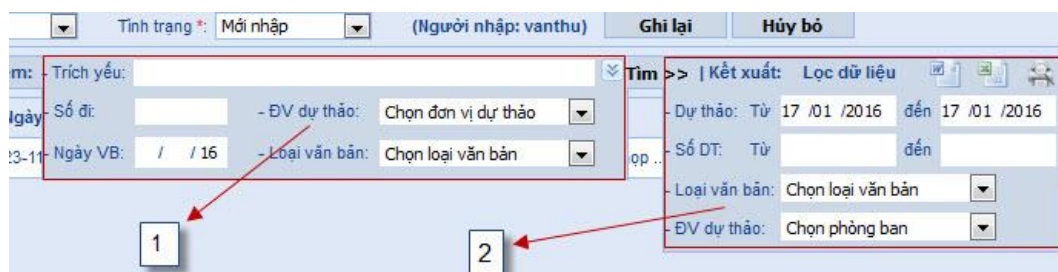 Tình trạng *: Mới nhập (Người nhập: vanthu) Ghi lại Hủy bỏ
em: - Trích yếu: Tìm >> | Kết xuất: Lọc dữ liệu
Ngày - Số đi: - ĐV dự thảo: Chọn đơn vị dự thảo - Dự thảo: Từ 17 /01 /2016 đến 17 /01 /2016
23-11 - Ngày VB: / / 16 - Loại văn bản: Chọn loại văn bản họp ... - Số DT: Từ đến
- Loại văn bản: Chọn loại văn bản
- ĐV dự thảo: Chọn phòng ban
1
2